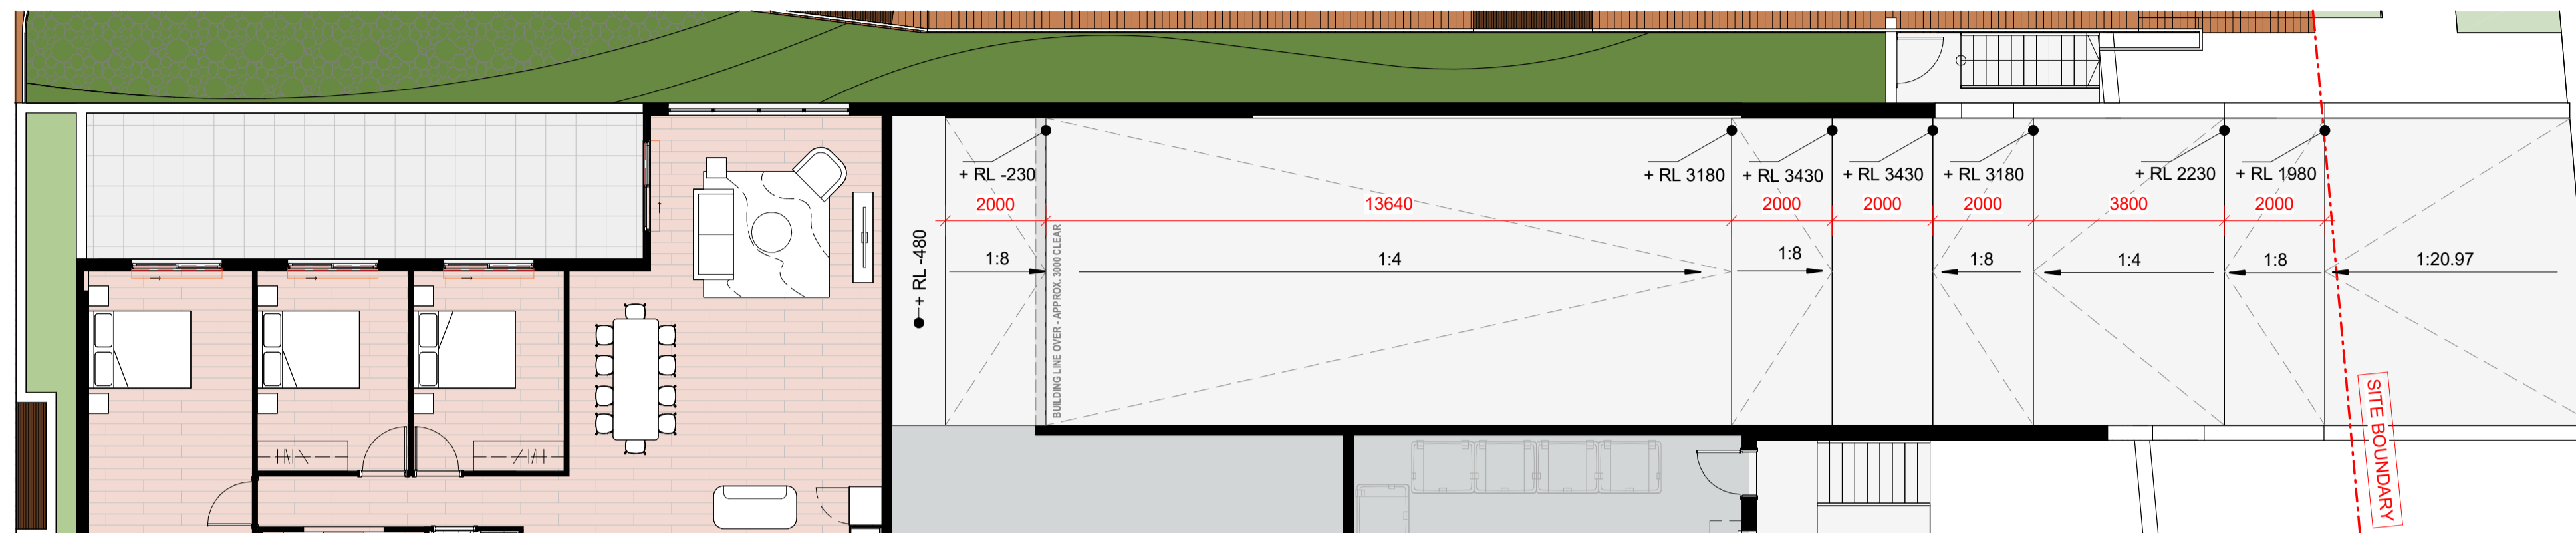 + RL -230
+ RL 3180
+ RL 3430
+ RL 3430
+ RL 3180
+ RL 2230
+ RL 1980
2000
13640
2000
2000
2000
3800
2000
+ RL -480
1:8
BUILDING LINE OVER - APPROX. 3000 CLEAR
1:4
1:8
1:8
1:4
1:8
1:20.97
SITE BOUNDARY